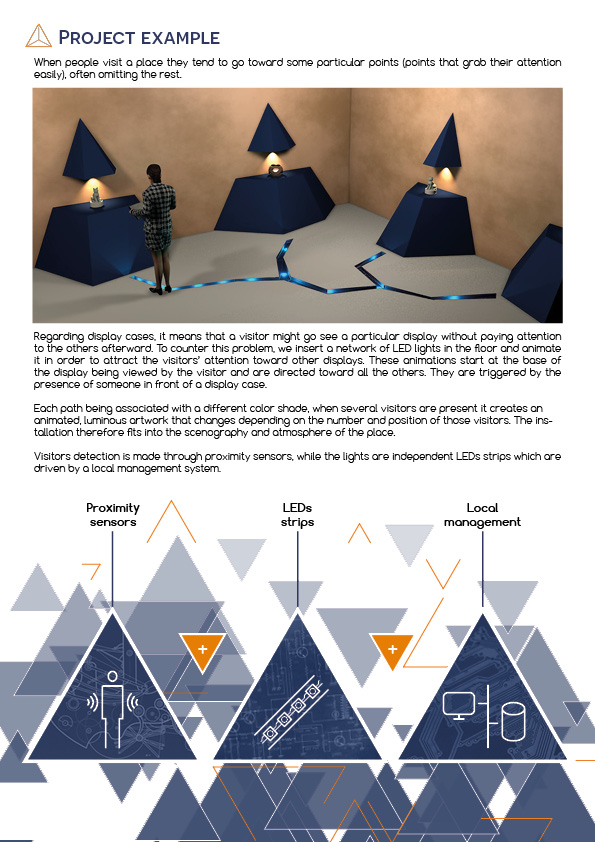 PROJECT EXAMPLE
When people visit a place they tend to go toward some particular points (points that grab their attention
easily), often omitting the rest.
Regarding display cases, it means that a visitor might go see a particular display without paying attention
to the others afterward. To counter this problem, we insert a network of LED lights in the floor and animate
it in order to attract the visitors' attention toward other displays. These animations start at the base of
the display being viewed by the visitor and are directed toward all the others. They are triggered by the
presence of someone in front of a display case.
Each path being associated with a different color shade, when several visitors are present it creates an
animated, luminous artwork that changes depending on the number and position of those visitors. The ins-
tallation therefore fits into the scenography and atmosphere of the place.
Visitors detection is made through proximity sensors, while the lights are independent LEDs strips which are
driven by a local management system.
Proximity
sensors
LEDs
strips
Local
management
+
+